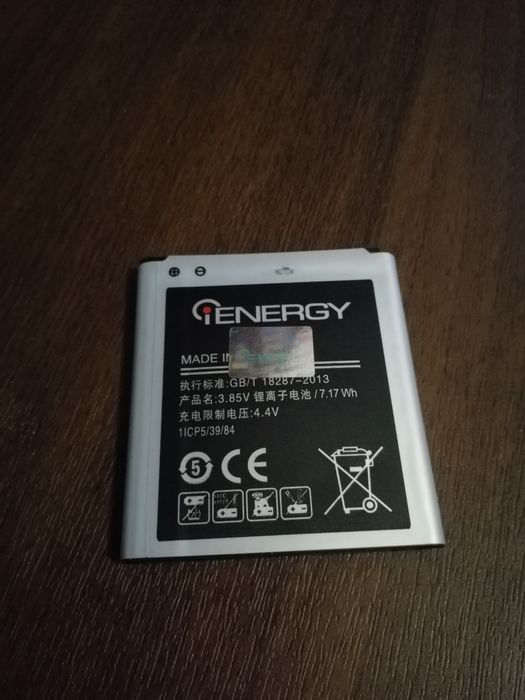 ⊕ ⊖
iENERGY
MADE IN
执行标准:GB/T 18287-2013
产品名:3.85V 锂离子电池/7.17 Wh
充电限制电压:4.4V
1ICP5/39/84
5 CE